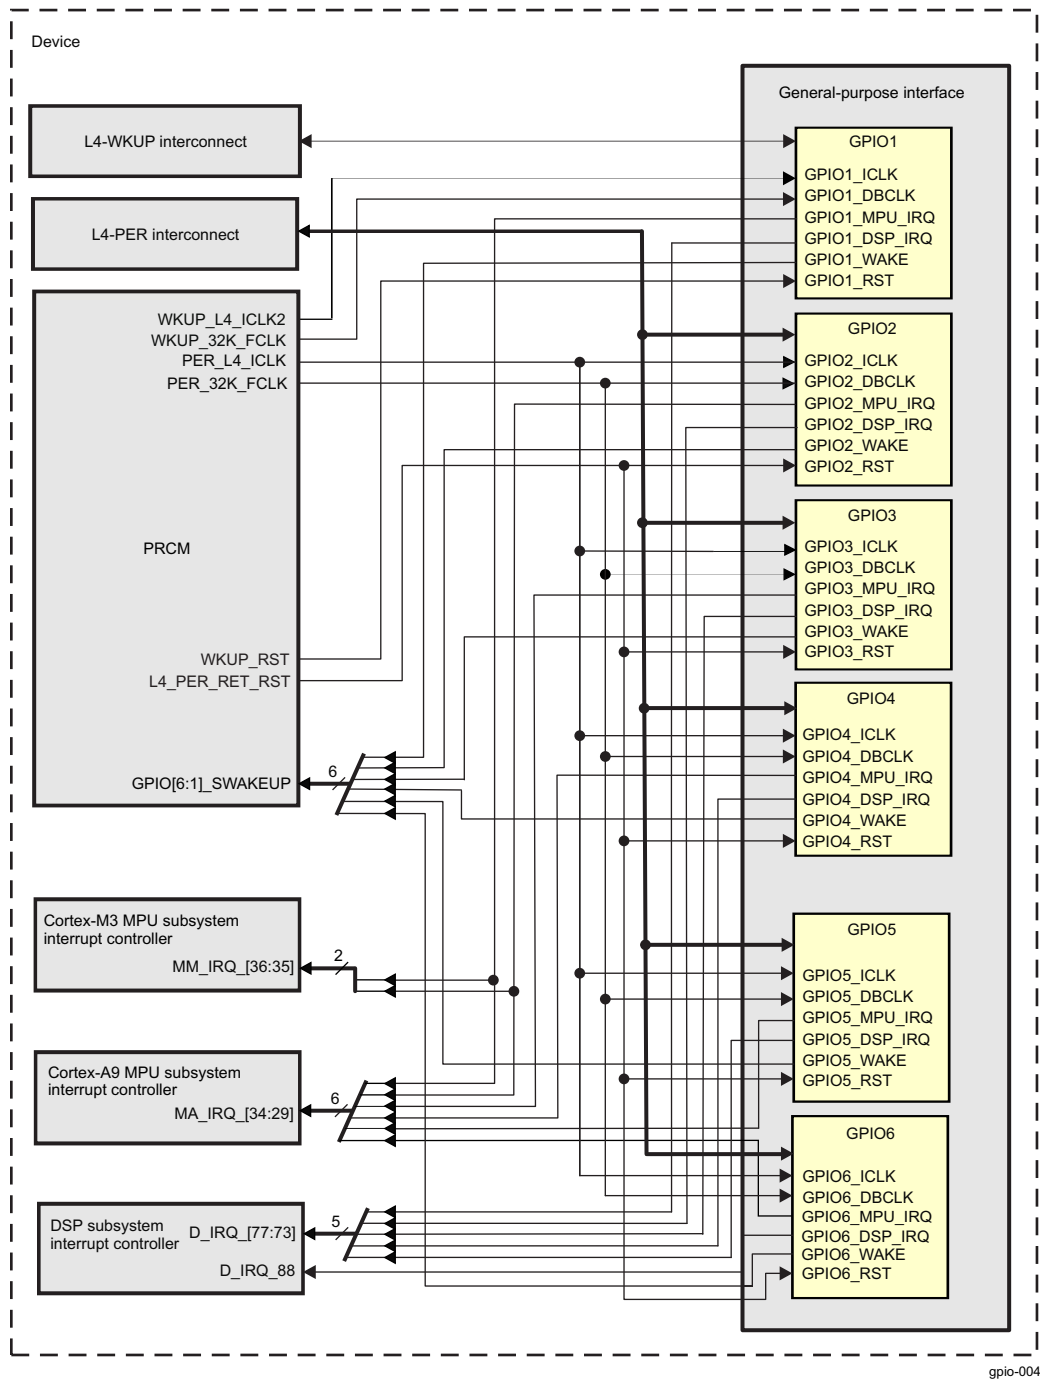 Device
General-purpose interface
L4-WKUP interconnect
L4-PER interconnect
WKUP_L4_ICLK2
WKUP_32K_FCLK
PER_L4_ICLK
PER_32K_FCLK
PRCM
WKUP_RST
L4_PER_RET_RST
GPIO[6:1]_SWAKEUP
6
Cortex-M3 MPU subsystem
interrupt controller
MM_IRQ_[36:35]
2
Cortex-A9 MPU subsystem
interrupt controller
MA_IRQ_[34:29]
6
DSP subsystem
interrupt controller
D_IRQ_[77:73]
5
D_IRQ_88
GPIO1
GPIO1_ICLK
GPIO1_DBCLK
GPIO1_MPU_IRQ
GPIO1_DSP_IRQ
GPIO1_WAKE
GPIO1_RST
GPIO2
GPIO2_ICLK
GPIO2_DBCLK
GPIO2_MPU_IRQ
GPIO2_DSP_IRQ
GPIO2_WAKE
GPIO2_RST
GPIO3
GPIO3_ICLK
GPIO3_DBCLK
GPIO3_MPU_IRQ
GPIO3_DSP_IRQ
GPIO3_WAKE
GPIO3_RST
GPIO4
GPIO4_ICLK
GPIO4_DBCLK
GPIO4_MPU_IRQ
GPIO4_DSP_IRQ
GPIO4_WAKE
GPIO4_RST
GPIO5
GPIO5_ICLK
GPIO5_DBCLK
GPIO5_MPU_IRQ
GPIO5_DSP_IRQ
GPIO5_WAKE
GPIO5_RST
GPIO6
GPIO6_ICLK
GPIO6_DBCLK
GPIO6_MPU_IRQ
GPIO6_DSP_IRQ
GPIO6_WAKE
GPIO6_RST
gpio-004